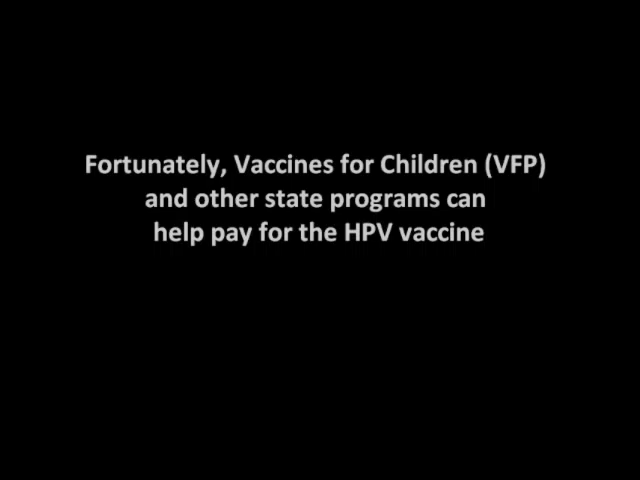 Fortunately, Vaccines for Children (VFP)
and other state programs can
help pay for the HPV vaccine